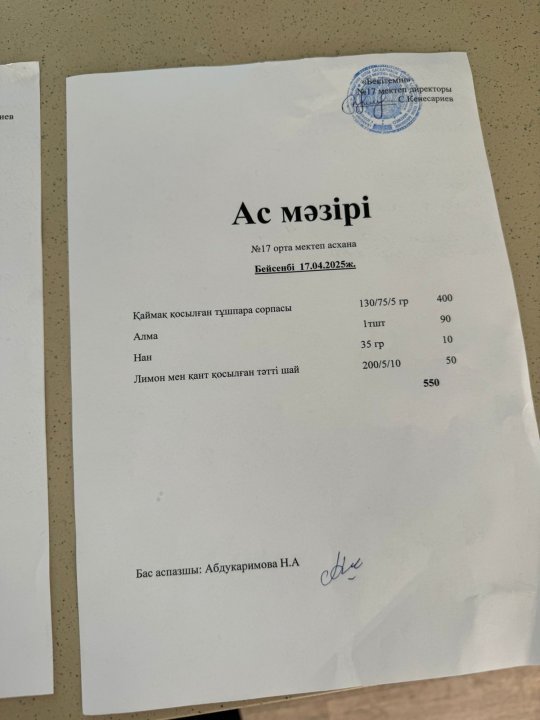 «Бекітемін»
№17 мектеп директоры
С.Кенесариев
Ас мәзірі
№17 орта мектеп асхана
Бейсенбі 17.04.2025ж.
Қаймақ қосылған тұшпара сорпасы 130/75/5 гр 400
Алма 1тшт 90
Нан 35 гр 10
Лимон мен қант қосылған тәтті шай 200/5/10 50
550
Бас аспазшы: Абдукаримова Н.А